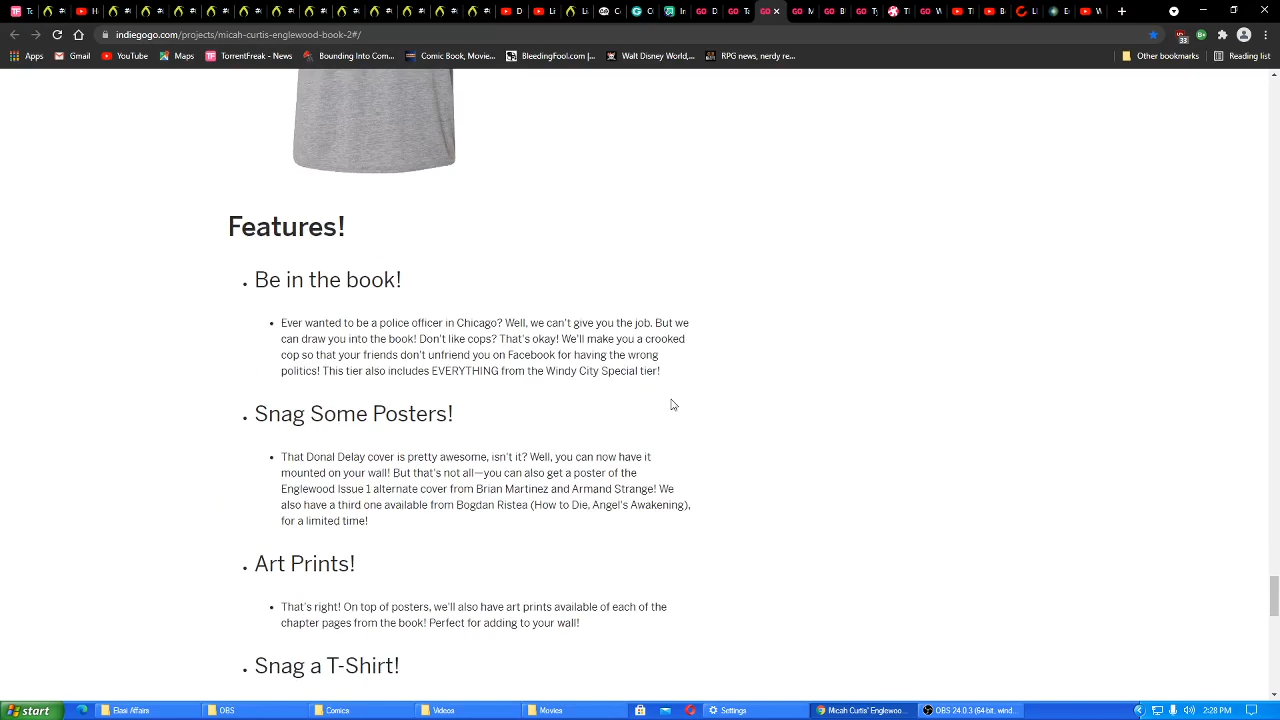 indiegogo.com/projects/micah-curtis-englewood-book-2#/
Apps Gmail YouTube Maps TorrentFreak - News Bounding Into Com... Comic Book, Movie,... BleedingFool.com |... Walt Disney World,... RPG news, nerdy re... Other bookmarks Reading list
Features!
Be in the book!
Ever wanted to be a police officer in Chicago? Well, we can't give you the job. But we
can draw you into the book! Don't like cops? That's okay! We'll make you a crooked
cop so that your friends don't unfriend you on Facebook for having the wrong
politics! This tier also includes EVERYTHING from the Windy City Special tier!
Snag Some Posters!
That Donal Delay cover is pretty awesome, isn't it? Well, you can now have it
mounted on your wall! But that's not all—you can also get a poster of the
Englewood Issue 1 alternate cover from Brian Martinez and Armand Strange! We
also have a third one available from Bogdan Ristea (How to Die, Angel's Awakening),
for a limited time!
Art Prints!
That's right! On top of posters, we'll also have art prints available of each of the
chapter pages from the book! Perfect for adding to your wall!
Snag a T-Shirt!
start Elasi Affairs OBS Comics Videos Movies Settings Micah Curtis' Englewoo... OBS 24.0.3 (64-bit, wind... 2:28 PM